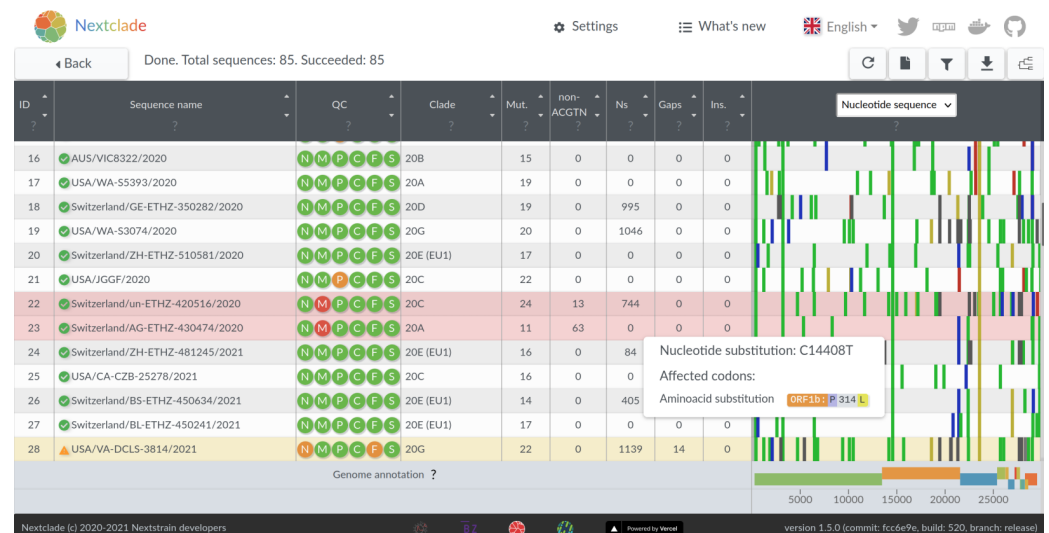 Nextclade
Settings What's new English
Back Done. Total sequences: 85. Succeeded: 85
ID Sequence name QC Clade Mut. non-ACGTN Ns Gaps Ins. Nucleotide sequence
? ? ? ? ? ? ? ? ? ?
16 AUS/VIC8322/2020 N M P C F S 20B 15 0 0 0 0
17 USA/WA-S5393/2020 N M P C F S 20A 19 0 0 0 0
18 Switzerland/GE-ETHZ-350282/2020 N M P C F S 20D 19 0 995 0 0
19 USA/WA-S3074/2020 N M P C F S 20G 20 0 1046 0 0
20 Switzerland/ZH-ETHZ-510581/2020 N M P C F S 20E (EU1) 17 0 0 0 0
21 USA/JGGF/2020 N M P C F S 20C 22 0 0 0 0
22 Switzerland/un-ETHZ-420516/2020 N M P C F S 20C 24 13 744 0 0
23 Switzerland/AG-ETHZ-430474/2020 N M P C F S 20A 11 63 0 0 0
24 Switzerland/ZH-ETHZ-481245/2021 N M P C F S 20E (EU1) 16 0 84
25 USA/CA-CZB-25278/2021 N M P C F S 20C 16 0 0
26 Switzerland/BS-ETHZ-450634/2021 N M P C F S 20E (EU1) 14 0 405
27 Switzerland/BL-ETHZ-450241/2021 N M P C F S 20E (EU1) 17 0 0 0 0
28 USA/VA-DCLS-3814/2021 N M P C F S 20G 22 0 1139 14 0
Nucleotide substitution: C14408T
Affected codons:
Aminoacid substitution ORF1b: P 314 L
Genome annotation ?
5000 10000 15000 20000 25000
Nextclade (c) 2020-2021 Nextstrain developers Powered by Vercel version 1.5.0 (commit: fcc6e9e, build: 520, branch: release)